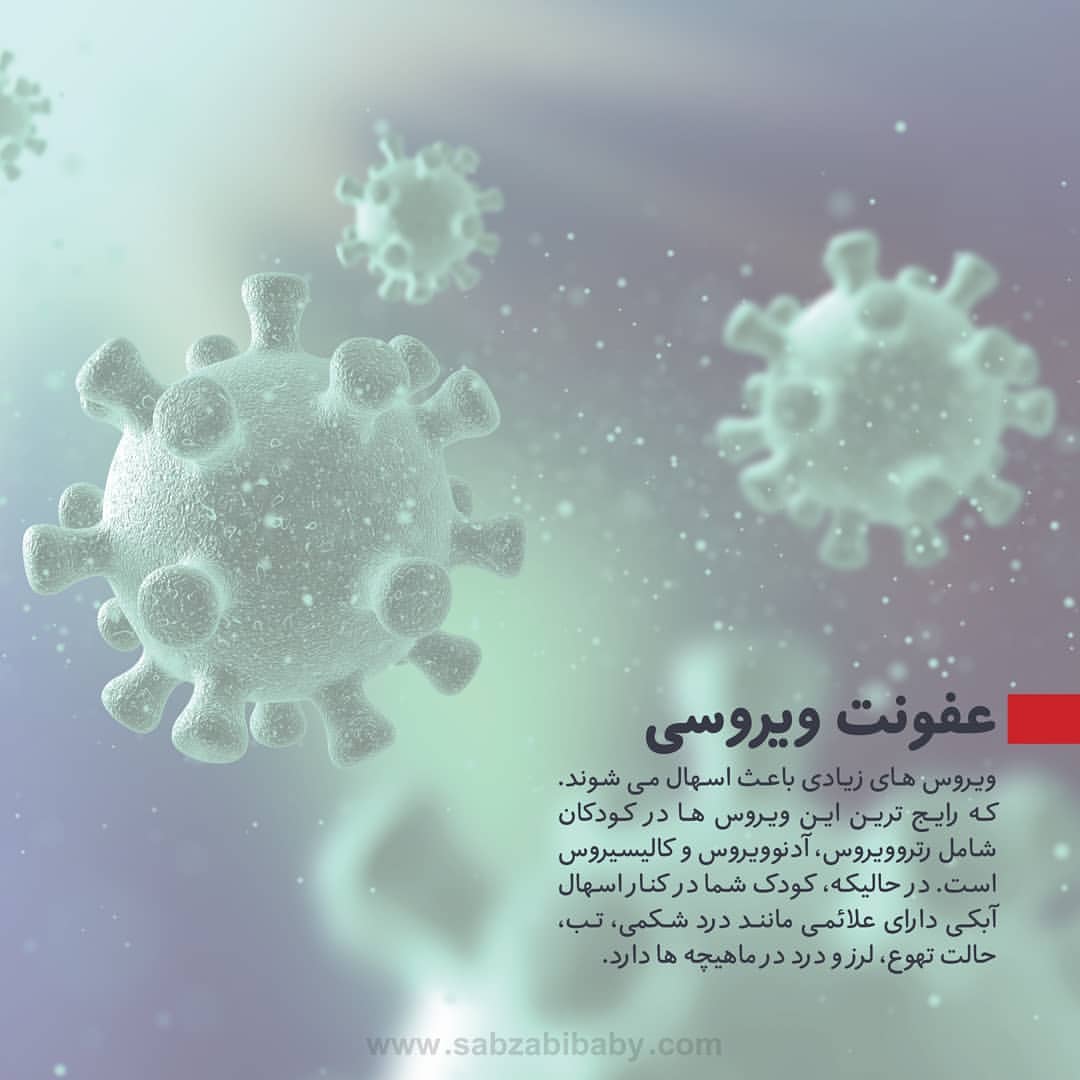 عفونت ویروسی
ویروس های زیادی باعث اسهال می شوند.
که رایج ترین این ویروس ها در کودکان
شامل رتروویروس، آدنوویروس و کالیسیروس
است. در حالیکه، کودک شما در کنار اسهال
آبکی دارای علائمی مانند درد شکمی، تب،
حالت تهوع، لرز و درد در ماهیچه ها دارد.
www.sabzabibaby.com